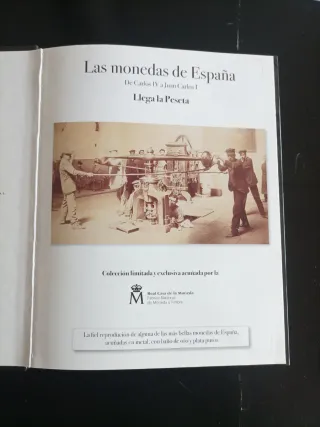 Las monedas de España
De Carlos IV a Juan Carlos I
Llega la Peseta
Colección limitada y exclusiva acuñada por la
M
Real Casa de la Moneda
Fábrica Nacional
de Moneda y Timbre
La fiel reproducción de alguna de las más bellas monedas de España,
acuñadas en metal, con baño de oro y plata puros